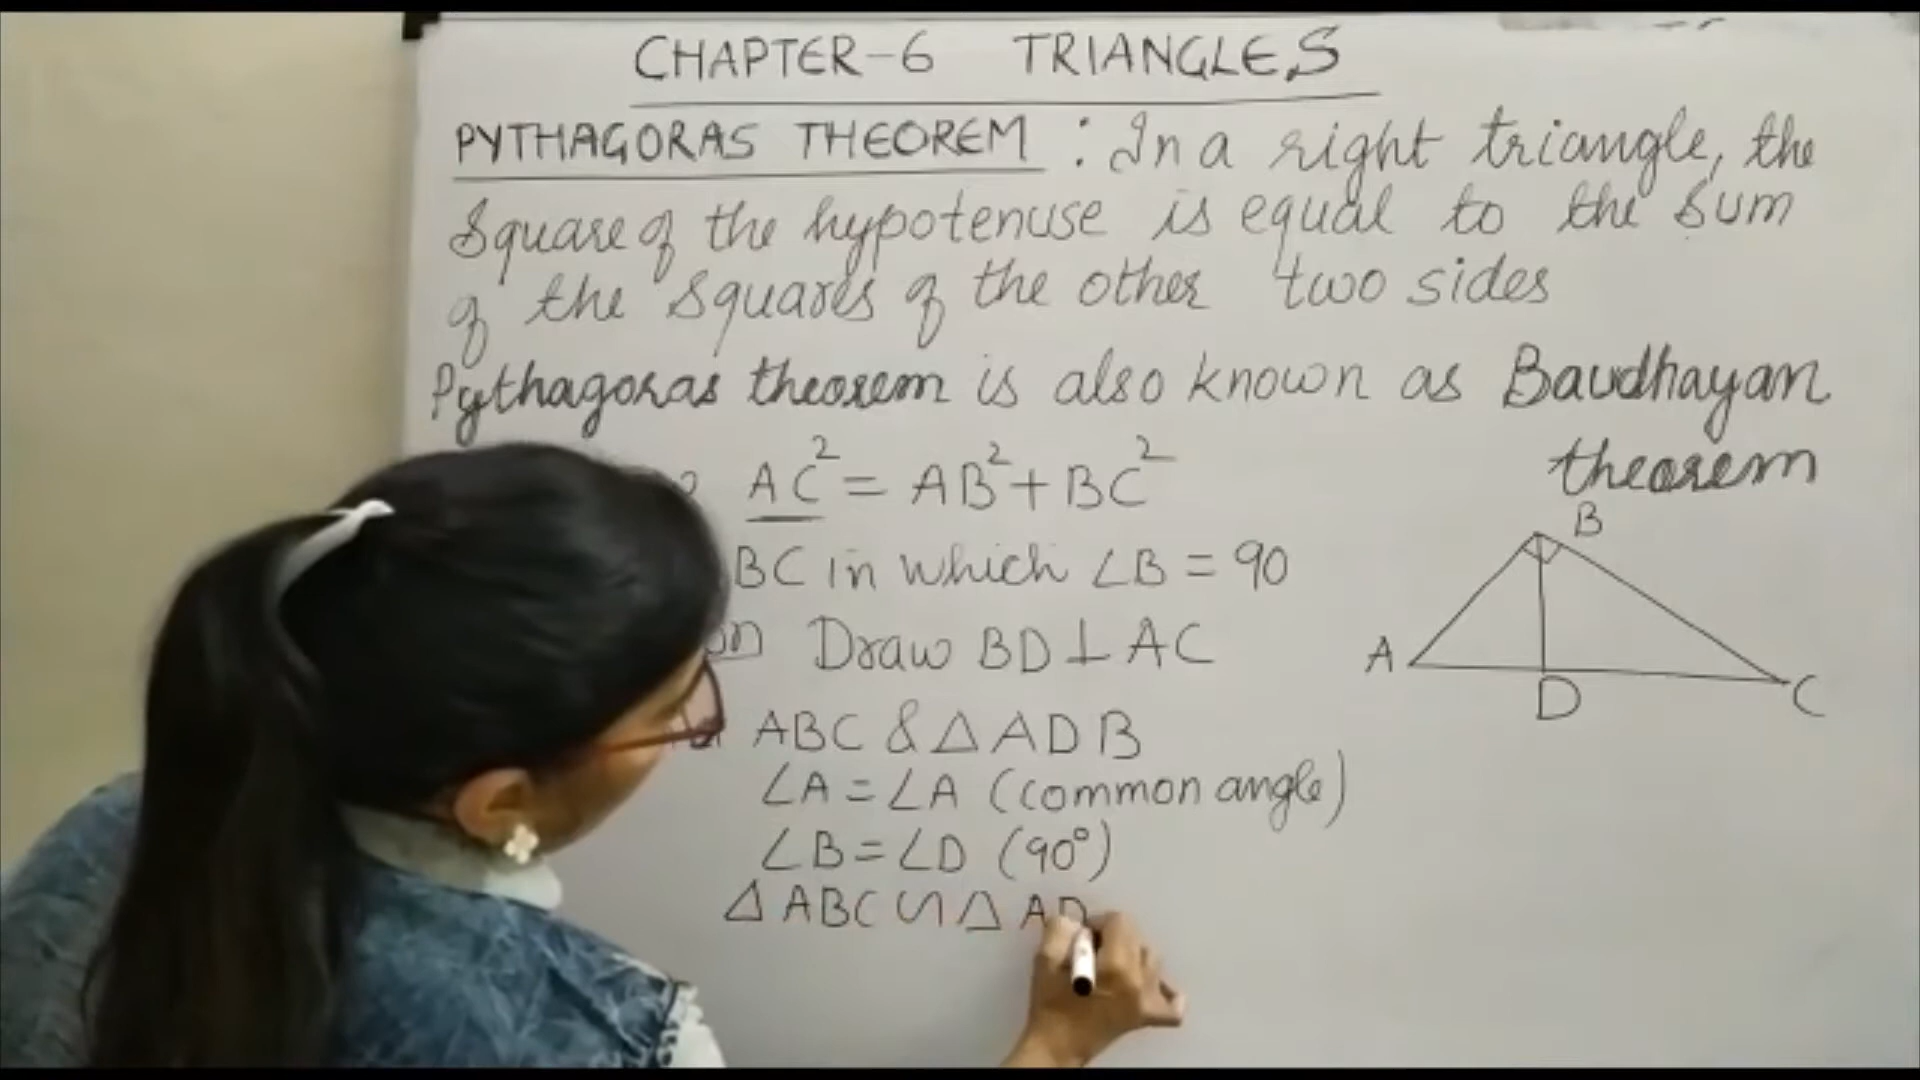 CHAPTER-6 TRIANGLES
PYTHAGORAS THEOREM : In a right triangle, the
square of the hypotenuse is equal to the sum
of the squares of the other two sides
Pythagoras theorem is also known as Baudhayan
theorem
AC² = AB² + BC²
BC in which ∠B = 90
Draw BD ⊥ AC
ABC & △ ADB
∠A = ∠A (common angle)
∠B = ∠D (90°)
△ ABC ∽ △ AD
B
A
D
C